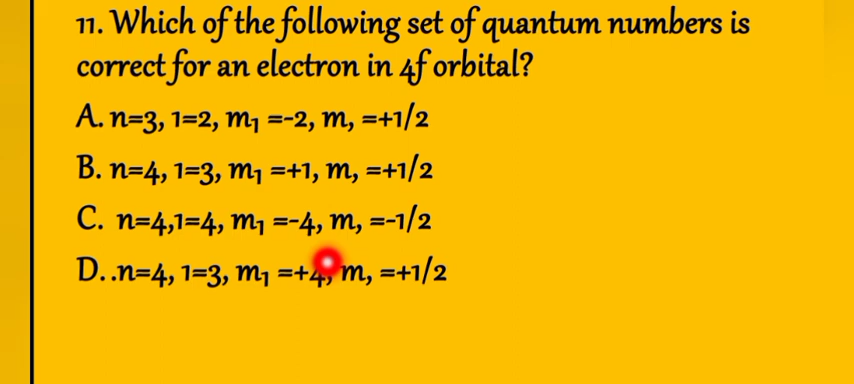 11. Which of the following set of quantum numbers is
correct for an electron in 4f orbital?
A. n=3, 1=2, m₁ =-2, m, =+1/2
B. n=4, 1=3, m₁ =+1, m, =+1/2
C. n=4,1=4, m₁ =-4, m, =-1/2
D. .n=4, 1=3, m₁ =+4, m, =+1/2